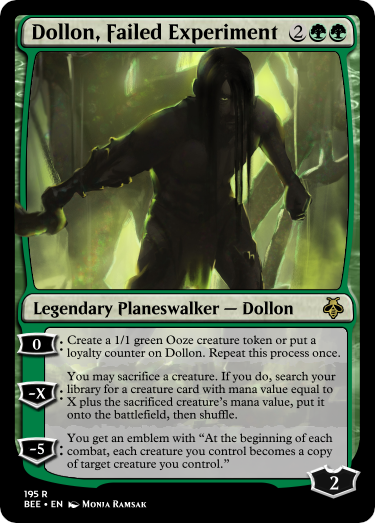 Dollon, Failed Experiment 2
Legendary Planeswalker — Dollon
0: Create a 1/1 green Ooze creature token or put a
loyalty counter on Dollon. Repeat this process once.
You may sacrifice a creature. If you do, search your
-X: library for a creature card with mana value equal to
X plus the sacrificed creature's mana value, put it
onto the battlefield, then shuffle.
You get an emblem with “At the beginning of each
-5: combat, each creature you control becomes a
copy of target creature you control.”
2
195 R
BEE • EN Monja Ramsak